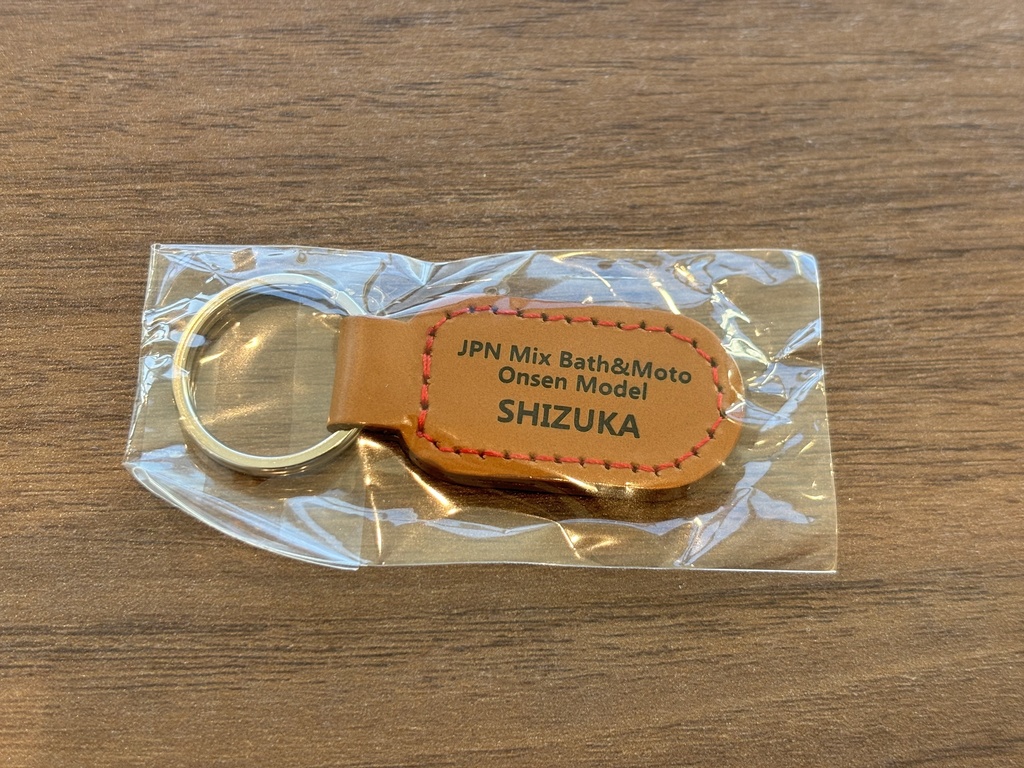 JPN Mix Bath&Moto
Onsen Model
SHIZUKA